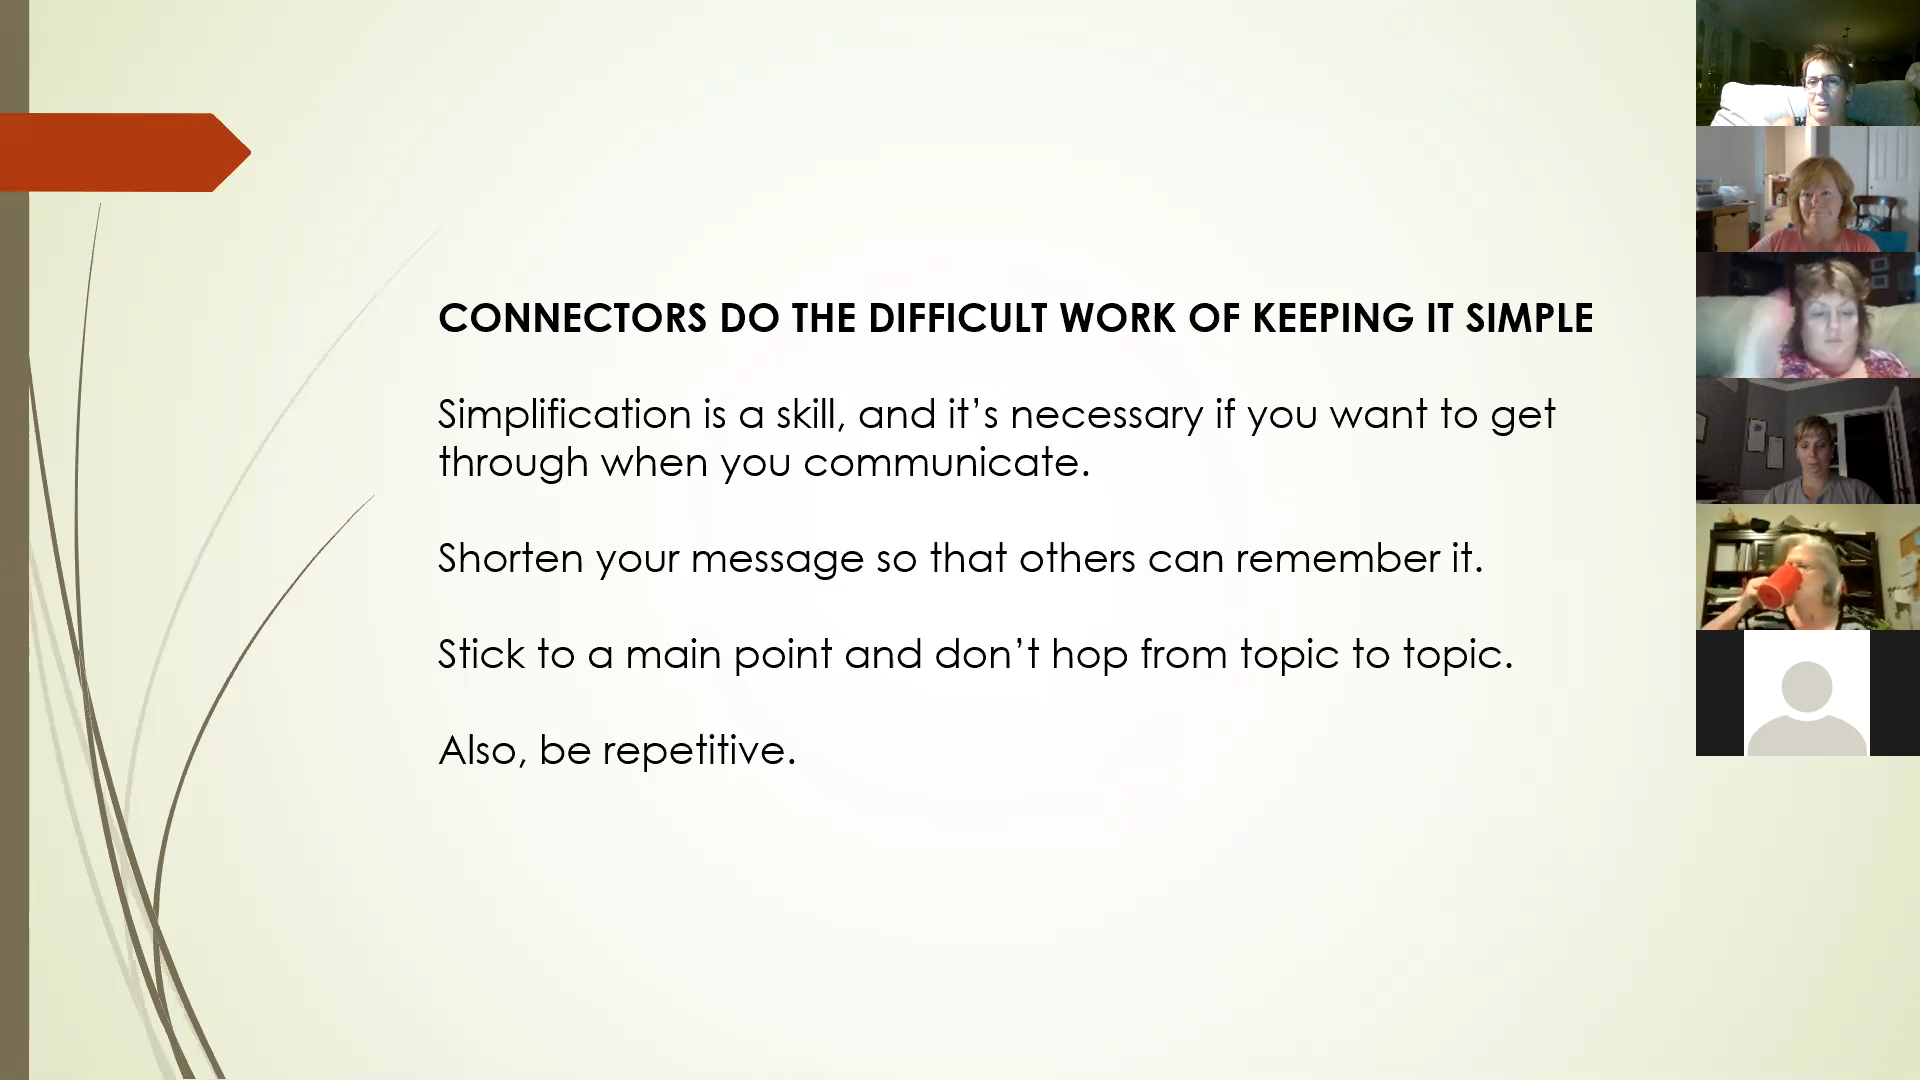 CONNECTORS DO THE DIFFICULT WORK OF KEEPING IT SIMPLE
Simplification is a skill, and it’s necessary if you want to get
through when you communicate.
Shorten your message so that others can remember it.
Stick to a main point and don’t hop from topic to topic.
Also, be repetitive.